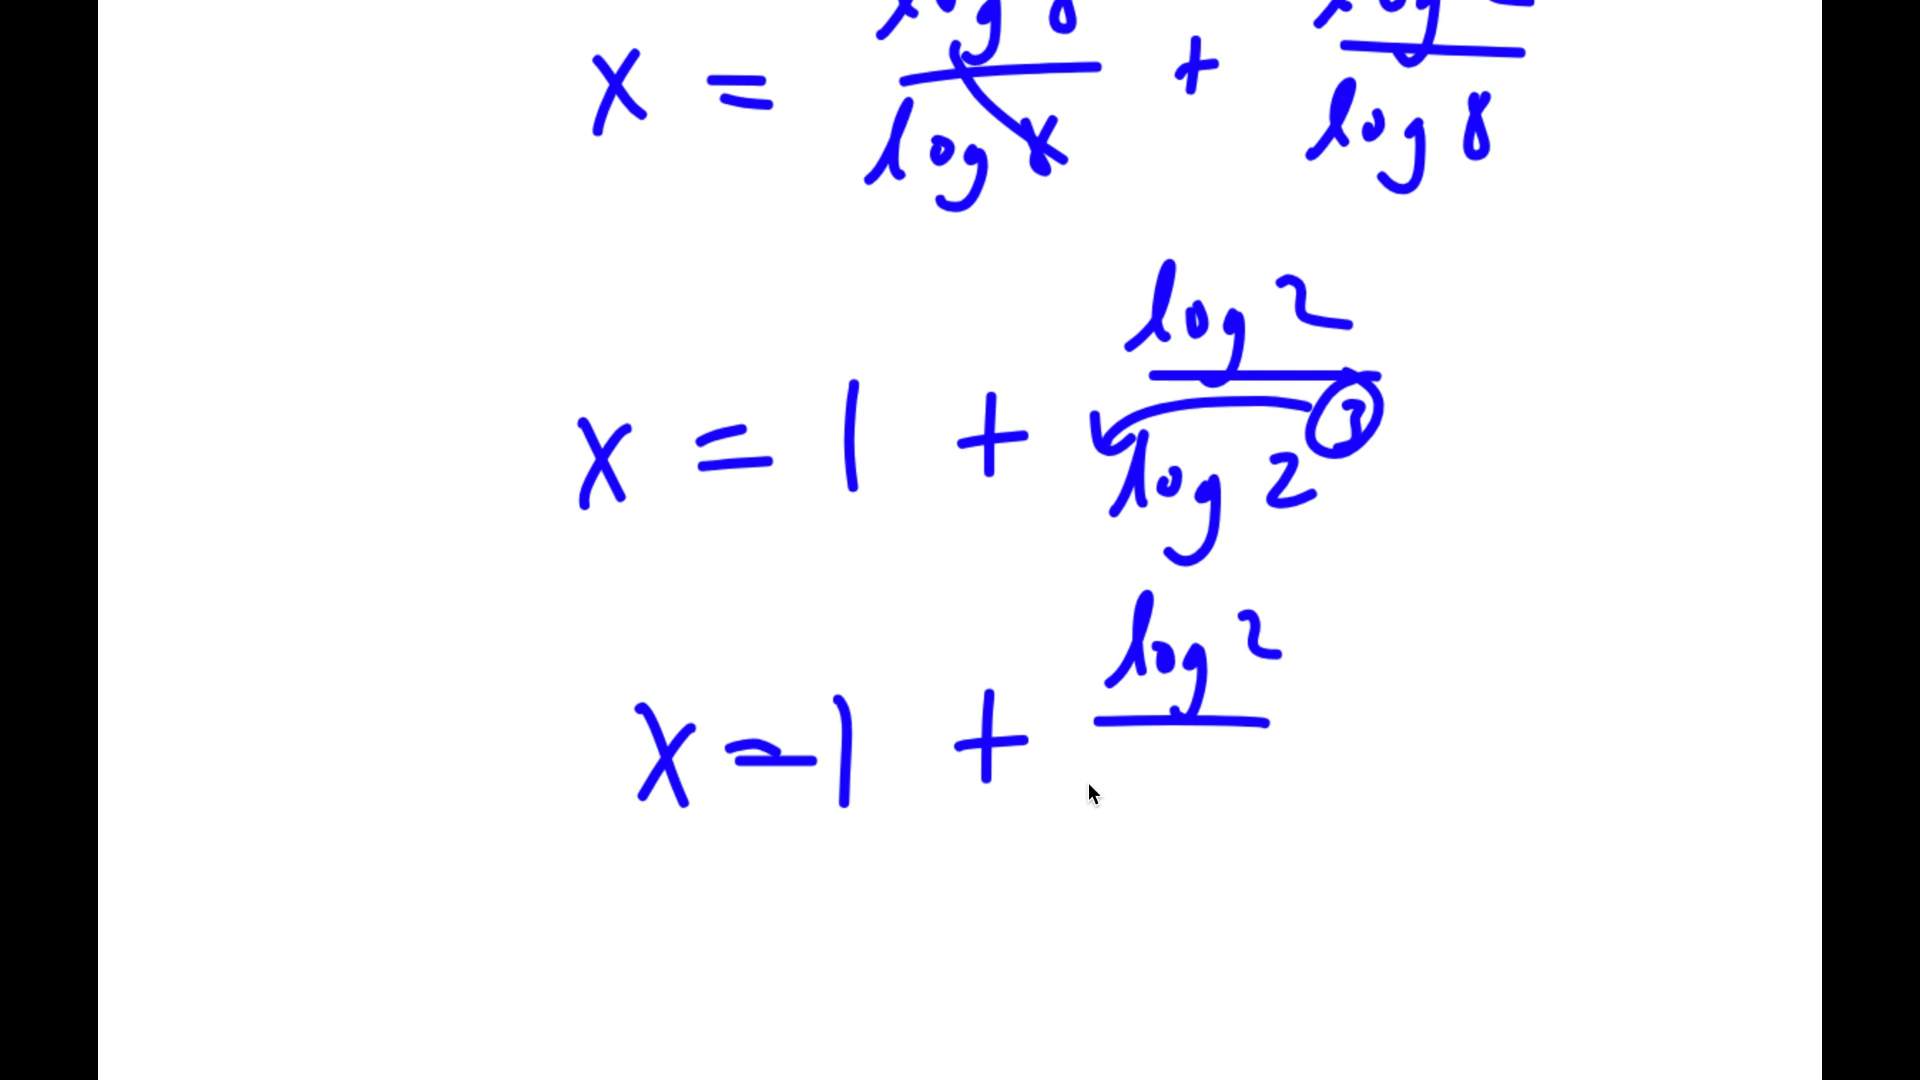 x = log 8 / log 8 + log 2 / log 8
x = 1 + log 2 / log 2^3
x = 1 + log 2 /